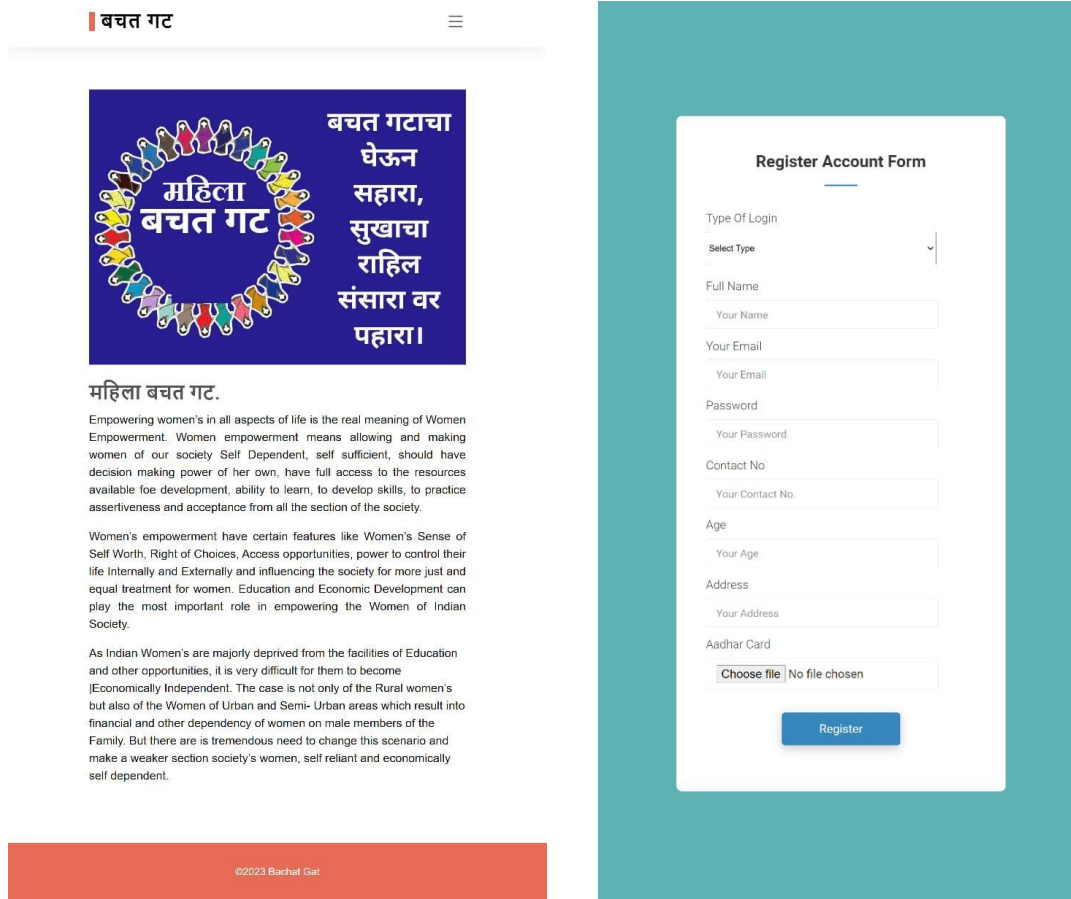 बचत गट
महिला
बचत गट
बचत गटाचा
घेऊन
सहारा,
सुखाचा
राहिल
संसारा वर
पहारा।
महिला बचत गट.
Empowering women's in all aspects of life is the real meaning of Women
Empowerment. Women empowerment means allowing and making
women of our society Self Dependent, self sufficient, should have
decision making power of her own, have full access to the resources
available foe development, ability to learn, to develop skills, to practice
assertiveness and acceptance from all the section of the society.
Women's empowerment have certain features like Women's Sense of
Self Worth, Right of Choices, Access opportunities, power to control their
life Internally and Externally and influencing the society for more just and
equal treatment for women. Education and Economic Development can
play the most important role in empowering the Women of Indian
Society.
As Indian Women's are majorly deprived from the facilities of Education
and other opportunities, it is very difficult for them to become
|Economically Independent. The case is not only of the Rural women's
but also of the Women of Urban and Semi- Urban areas which result into
financial and other dependency of women on male members of the
Family. But there are is tremendous need to change this scenario and
make a weaker section society's women, self reliant and economically
self dependent.
©2023 Bachat Gat
Register Account Form
Type Of Login
Select Type
Full Name
Your Name
Your Email
Your Email
Password
Your Password
Contact No
Your Contact No.
Age
Your Age
Address
Your Address
Aadhar Card
Choose file No file chosen
Register